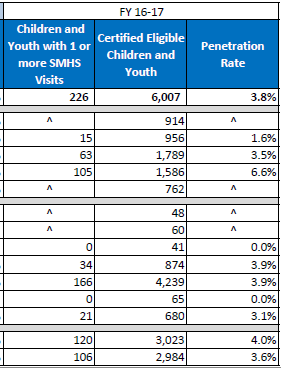 FY 16-17
Children and Youth with 1 or more SMHS Visits Certified Eligible Children and Youth Penetration Rate
226 6,007 3.8%
^ 914 ^
15 956 1.6%
63 1,789 3.5%
105 1,586 6.6%
^ 762 ^
^ 48 ^
^ 60 ^
0 41 0.0%
34 874 3.9%
166 4,239 3.9%
0 65 0.0%
21 680 3.1%
120 3,023 4.0%
106 2,984 3.6%